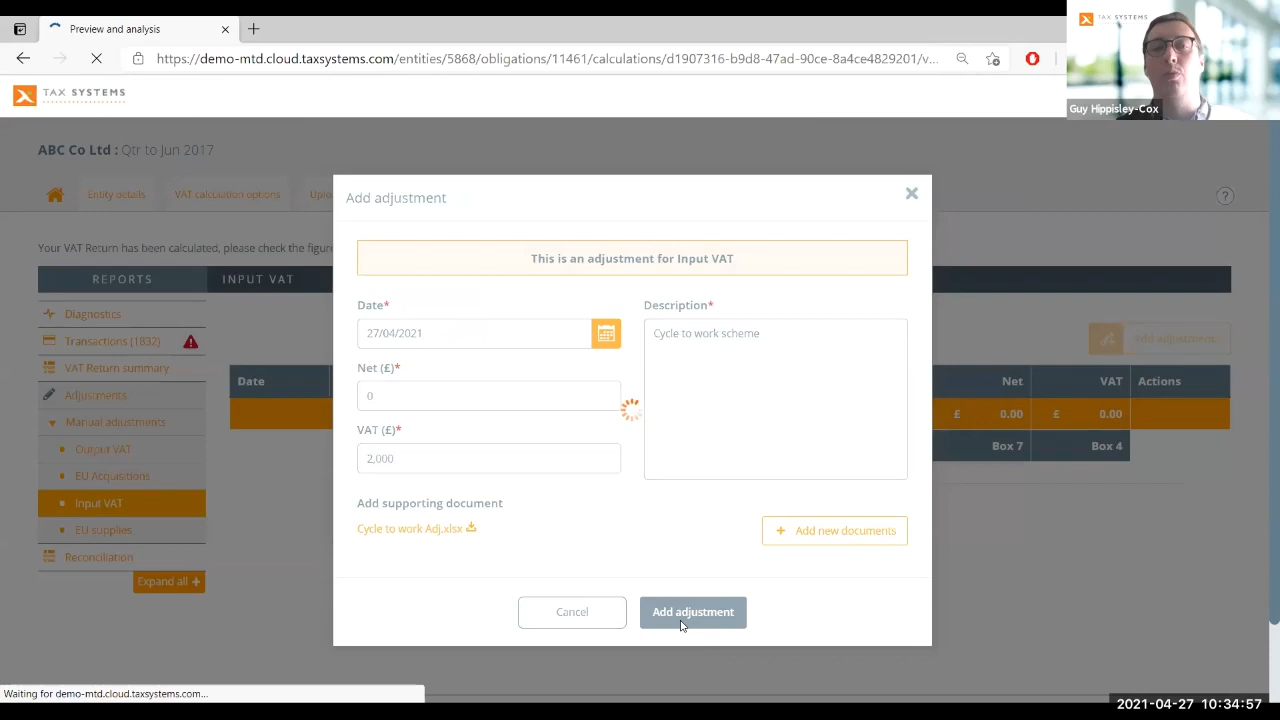 Preview and analysis
https://demo-mtd.cloud.taxsystems.com/entities/5868/obligations/11461/calculations/d1907316-b9d8-47ad-90ce-8a4ce4829201/v...
TAX SYSTEMS
Guy Hippisley-Cox
TAX SYSTEMS
ABC Co Ltd : Qtr to Jun 2017
Entity details
VAT calculation options
Uplo
?
Your VAT Return has been calculated, please check the figur
REPORTS
INPUT VAT
Diagnostics
Transactions (1832)
VAT Return summary
Adjustments
Manual adjustments
Output VAT
EU Acquisitions
Input VAT
EU supplies
Reconciliation
Expand all +
Date
Add adjustment
Net
VAT
Actions
£ 0.00
£ 0.00
Box 7
Box 4
Add adjustment
This is an adjustment for Input VAT
Date*
27/04/2021
Net (£)*
0
VAT (£)*
2,000
Description*
Cycle to work scheme
Add supporting document
Cycle to work Adj.xlsx
+ Add new documents
Cancel
Add adjustment
Waiting for demo-mtd.cloud.taxsystems.com...
2021-04-27 10:34:57